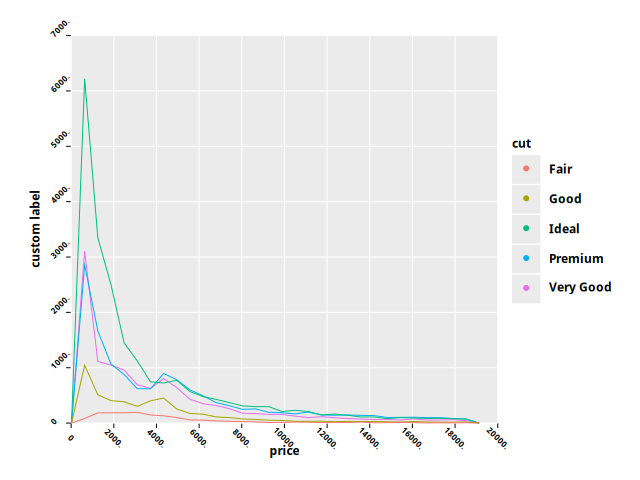 7000.
6000.
5000.
4000.
3000.
2000.
1000.
0
custom label
0.
2000.
4000.
6000.
8000.
10000.
12000.
14000.
16000.
18000.
20000.
price
cut
Fair
Good
Ideal
Premium
Very Good